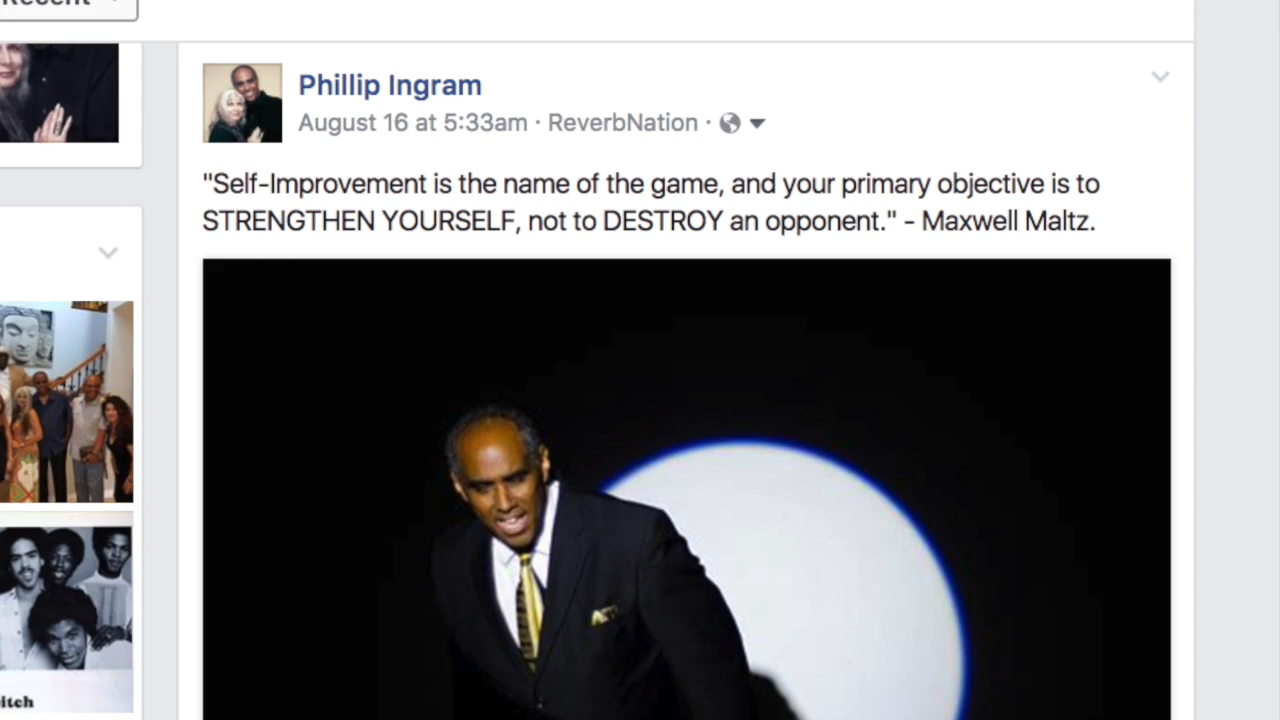 Recent
Phillip Ingram
August 16 at 5:33am · ReverbNation ·
"Self-Improvement is the name of the game, and your primary objective is to
STRENGTHEN YOURSELF, not to DESTROY an opponent." - Maxwell Maltz.
itch